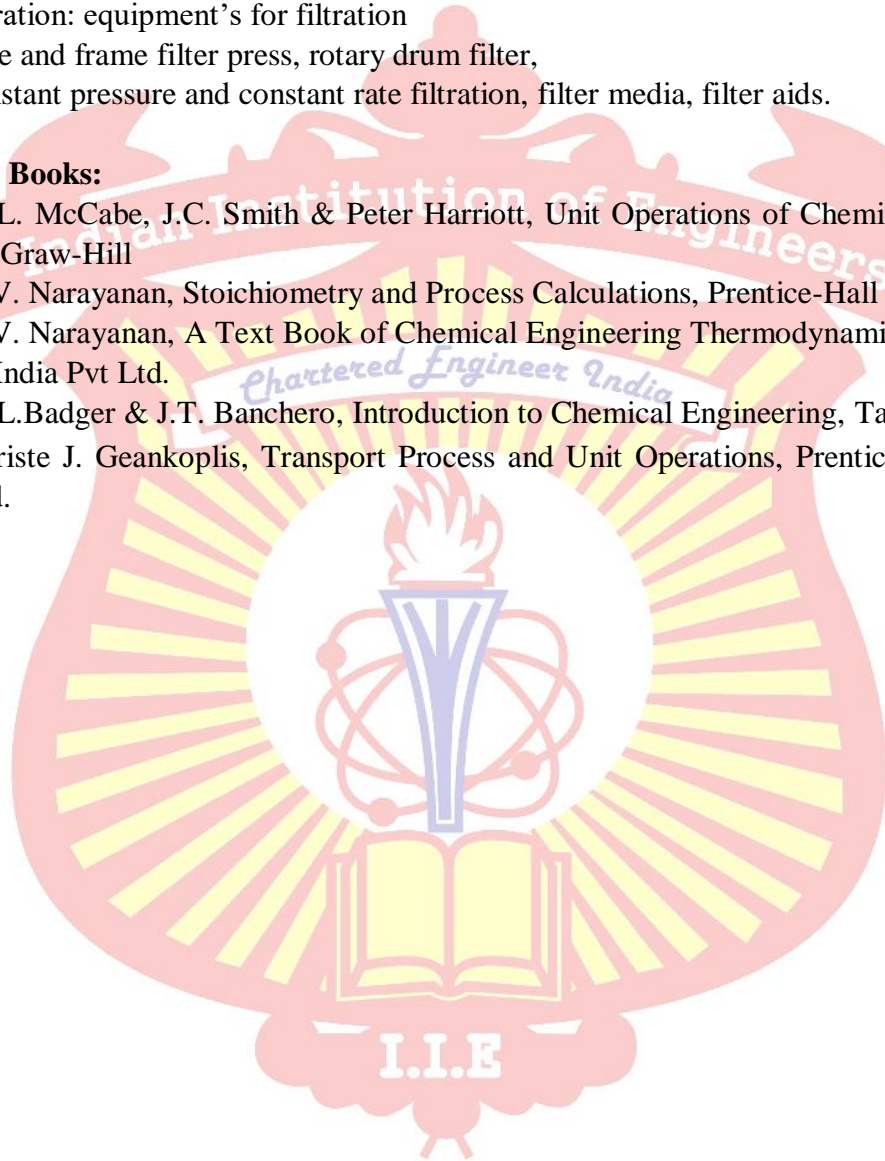 ration: equipment’s for filtration
e and frame filter press, rotary drum filter,
nstant pressure and constant rate filtration, filter media, filter aids.
Books:
L. McCabe, J.C. Smith & Peter Harriott, Unit Operations of Chemi
Graw-Hill
V. Narayanan, Stoichiometry and Process Calculations, Prentice-Hall
V. Narayanan, A Text Book of Chemical Engineering Thermodynami
India Pvt Ltd.
L.Badger & J.T. Banchero, Introduction to Chemical Engineering, Ta
riste J. Geankoplis, Transport Process and Unit Operations, Prentic
d.
Indian Institution of Engineers
Chartered Engineer India
I.I.E